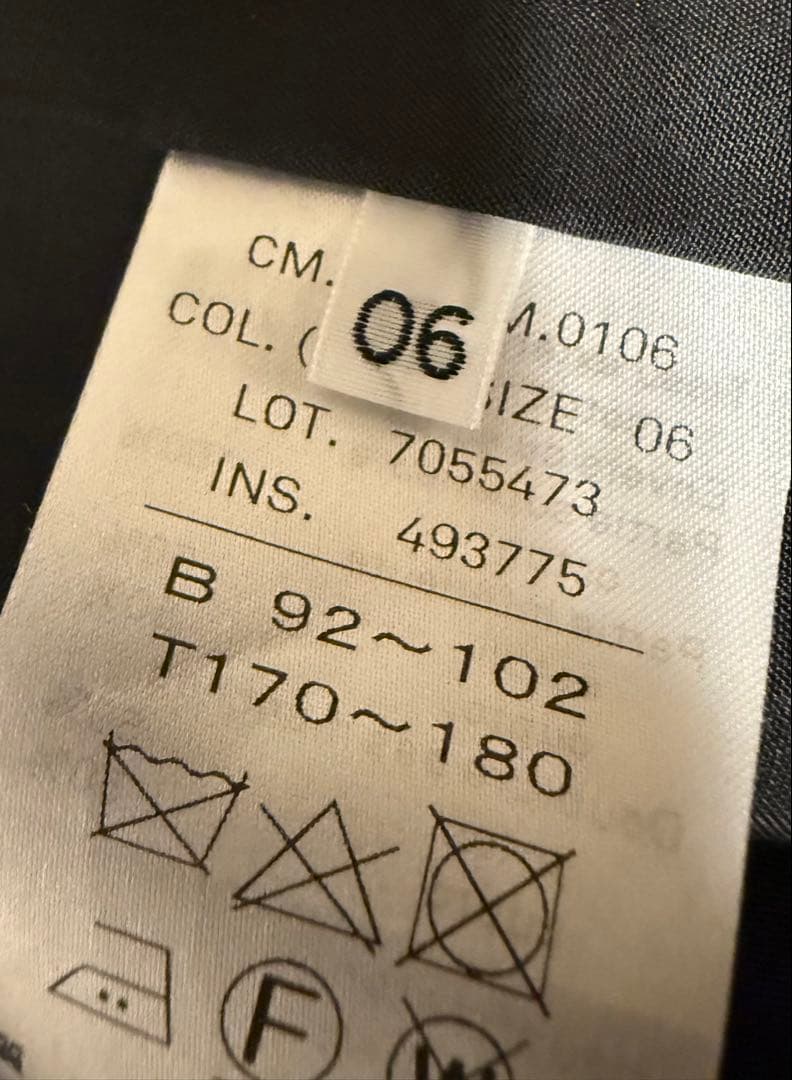 06
CM. M.0106
COL. ( SIZE 06
LOT. 7055473
INS. 493775
B 92~102
T170~180
F
W